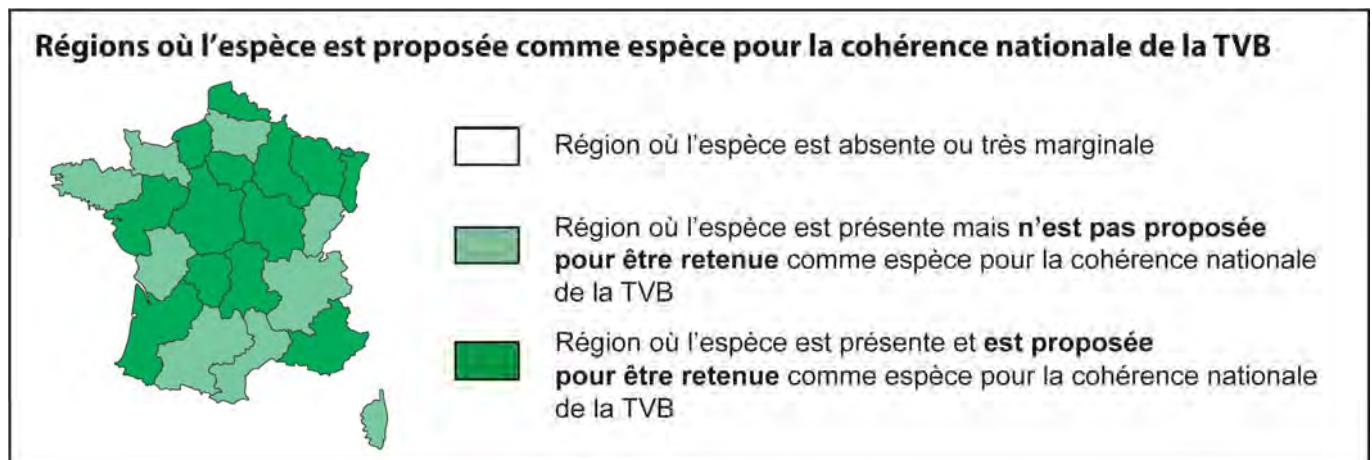 Régions où l'espèce est proposée comme espèce pour la cohérence nationale de la TVB
Région où l'espèce est absente ou très marginale
Région où l'espèce est présente mais n'est pas proposée
pour être retenue comme espèce pour la cohérence nationale
de la TVB
Région où l'espèce est présente et est proposée
pour être retenue comme espèce pour la cohérence nationale
de la TVB